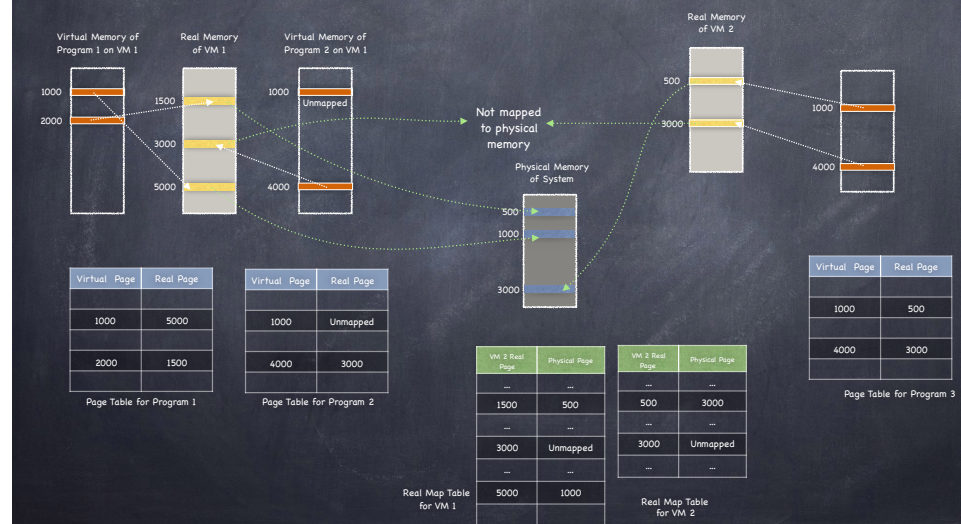 Virtual Memory of
Program 1 on VM 1
Real Memory
of VM 1
Virtual Memory of
Program 2 on VM 1
Real Memory
of VM 2
1000
2000
1500
3000
5000
1000
Unmapped
4000
Not mapped
to physical
memory
500
3000
1000
4000
Physical Memory
of System
500
1000
3000
Virtual Page Real Page
1000 5000
2000 1500
Page Table for Program 1
Virtual Page Real Page
1000 Unmapped
4000 3000
Page Table for Program 2
VM 2 Real
Page
Physical Page
... ...
1500 500
... ...
3000 Unmapped
... ...
5000 1000
Real Map Table
for VM 1
VM 2 Real
Page
Physical Page
... ...
500 3000
... ...
3000 Unmapped
... ...
Real Map Table
for VM 2
Virtual Page Real Page
1000 500
4000 3000
Page Table for Program 3